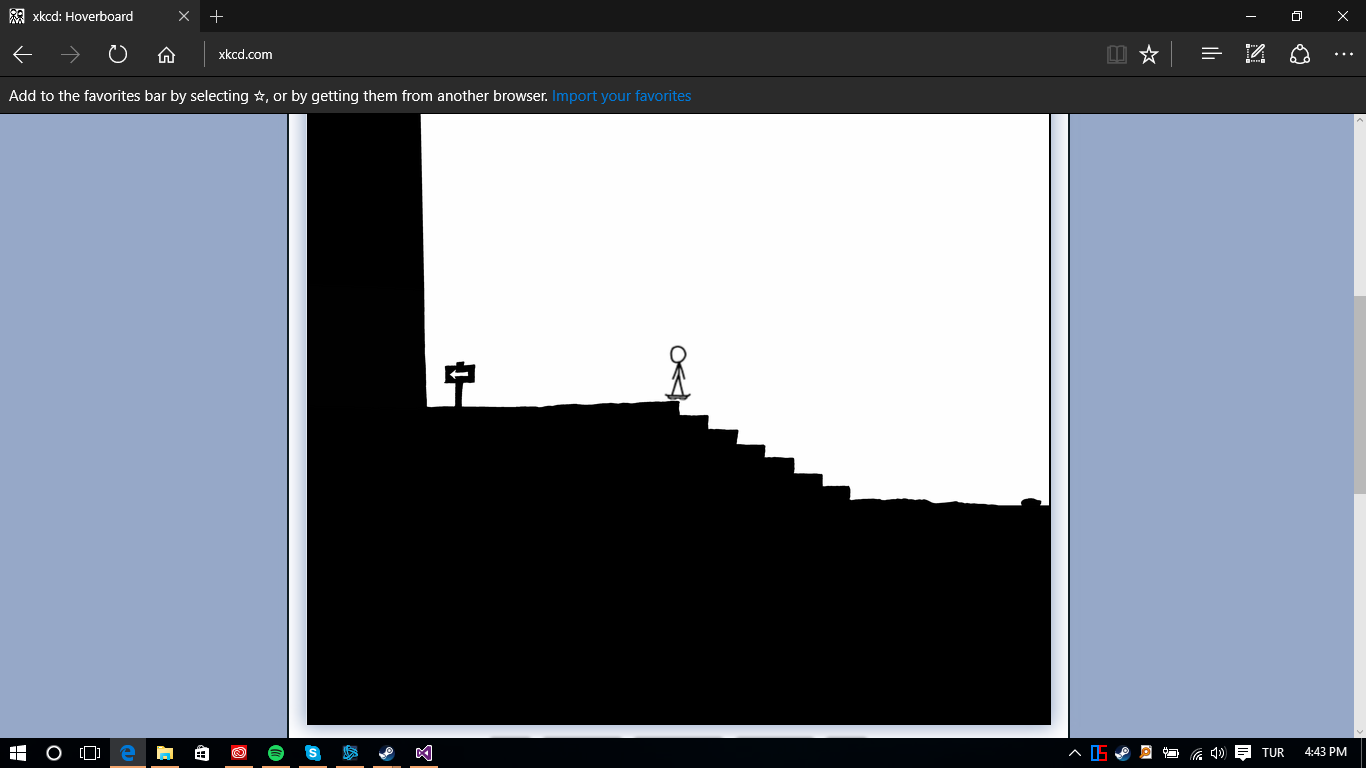 xkcd: Hoverboard
xkcd.com
Add to the favorites bar by selecting ☆, or by getting them from another browser. Import your favorites
TUR
4:43 PM